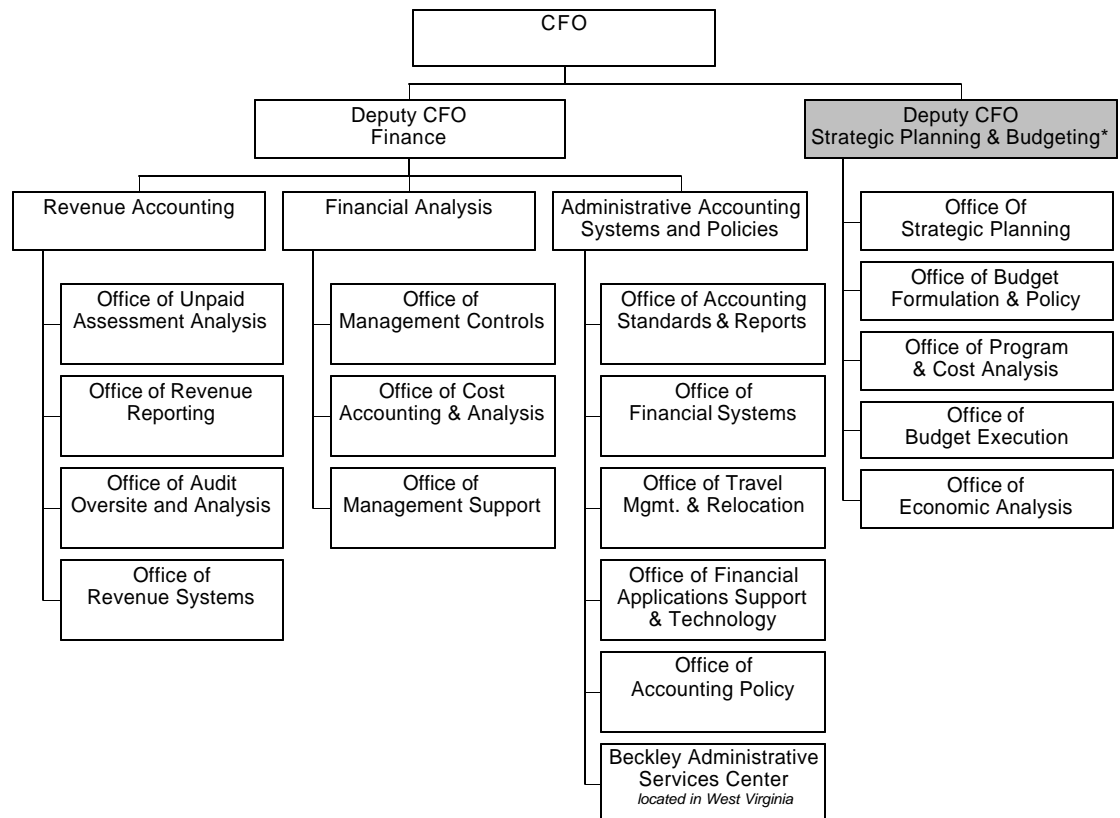 CFO
Deputy CFO
Finance
Deputy CFO
Strategic Planning & Budgeting*
Revenue Accounting
Financial Analysis
Administrative Accounting
Systems and Policies
Office of Unpaid
Assessment Analysis
Office of Revenue
Reporting
Office of Audit
Oversite and Analysis
Office of
Revenue Systems
Office of
Management Controls
Office of Cost
Accounting & Analysis
Office of
Management Support
Office of Accounting
Standards & Reports
Office of
Financial Systems
Office of Travel
Mgmt. & Relocation
Office of Financial
Applications Support
& Technology
Office of
Accounting Policy
Beckley Administrative
Services Center
located in West Virginia
Office Of
Strategic Planning
Office of Budget
Formulation & Policy
Office of Program
& Cost Analysis
Office of
Budget Execution
Office of
Economic Analysis